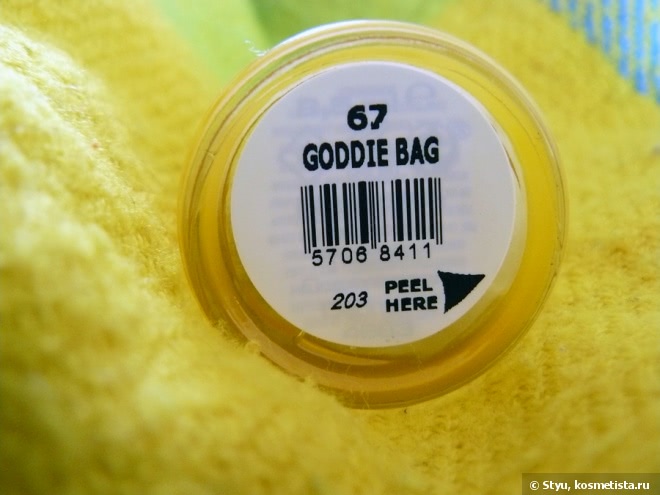 67
GODDIE BAG
5706 8411
203 PEEL
HERE
© Styu, kosmetista.ru